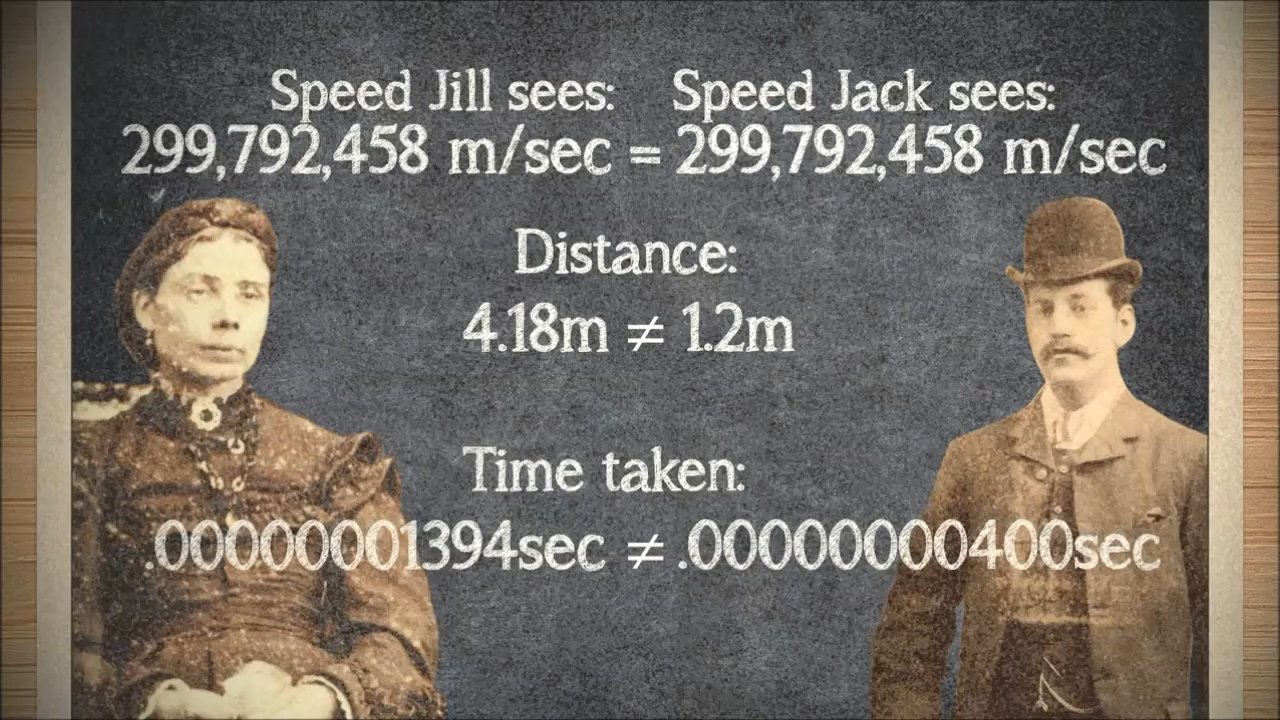 Speed Jill sees: Speed Jack sees:
299,792,458 m/sec = 299,792,458 m/sec
Distance:
4.18m ≠ 1.2m
Time taken:
.00000001394sec ≠ .00000000400sec